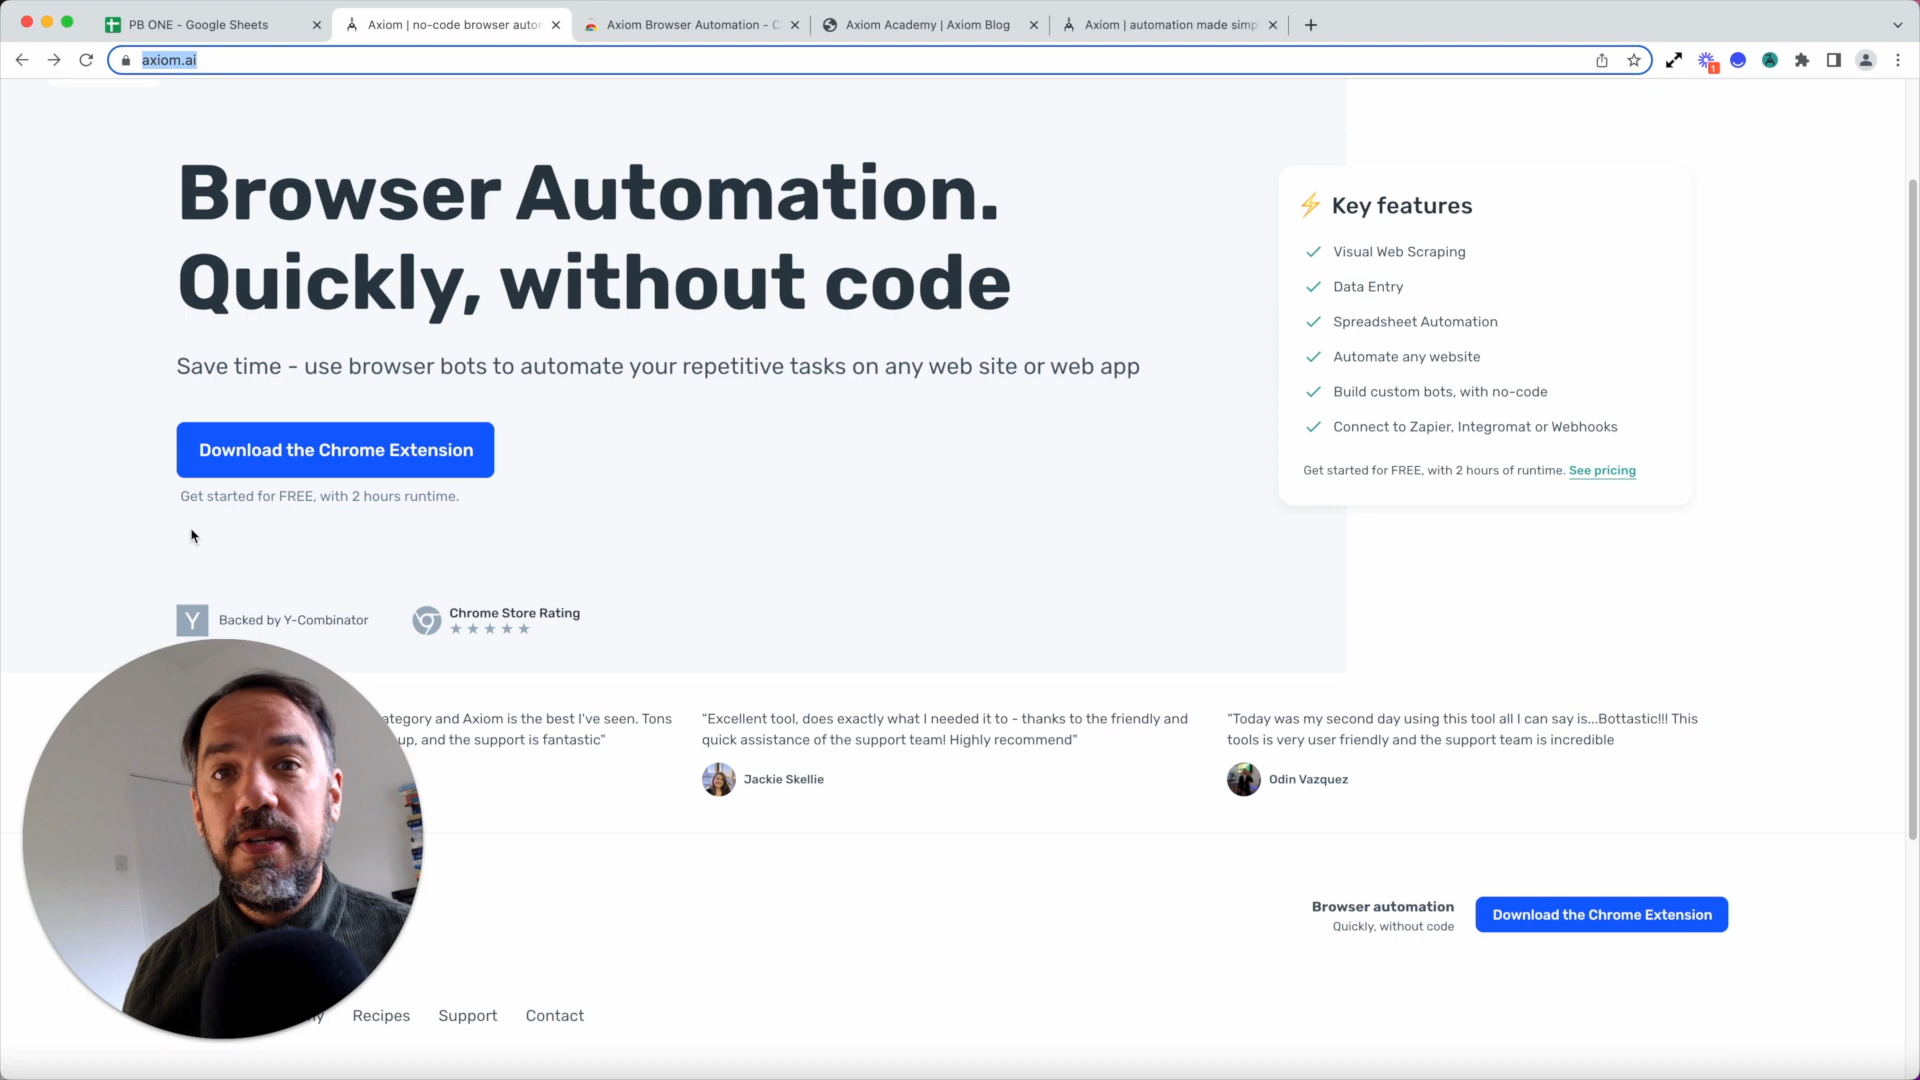 PB ONE - Google Sheets
Axiom | no-code browser auto
Axiom Browser Automation - C
Axiom Academy | Axiom Blog
Axiom | automation made simp
axiom.ai
1
Browser Automation.
Quickly, without code
Save time - use browser bots to automate your repetitive tasks on any web site or web app
Download the Chrome Extension
Get started for FREE, with 2 hours runtime.
Key features
Visual Web Scraping
Data Entry
Spreadsheet Automation
Automate any website
Build custom bots, with no-code
Connect to Zapier, Integromat or Webhooks
Get started for FREE, with 2 hours of runtime. See pricing
Y
Backed by Y-Combinator
Chrome Store Rating
ategory and Axiom is the best I've seen. Tons
up, and the support is fantastic"
“Excellent tool, does exactly what I needed it to - thanks to the friendly and
quick assistance of the support team! Highly recommend"
Jackie Skellie
“Today was my second day using this tool all I can say is...Bottastic!!! This
tools is very user friendly and the support team is incredible
Odin Vazquez
Browser automation
Quickly, without code
Download the Chrome Extension
Recipes
Support
Contact